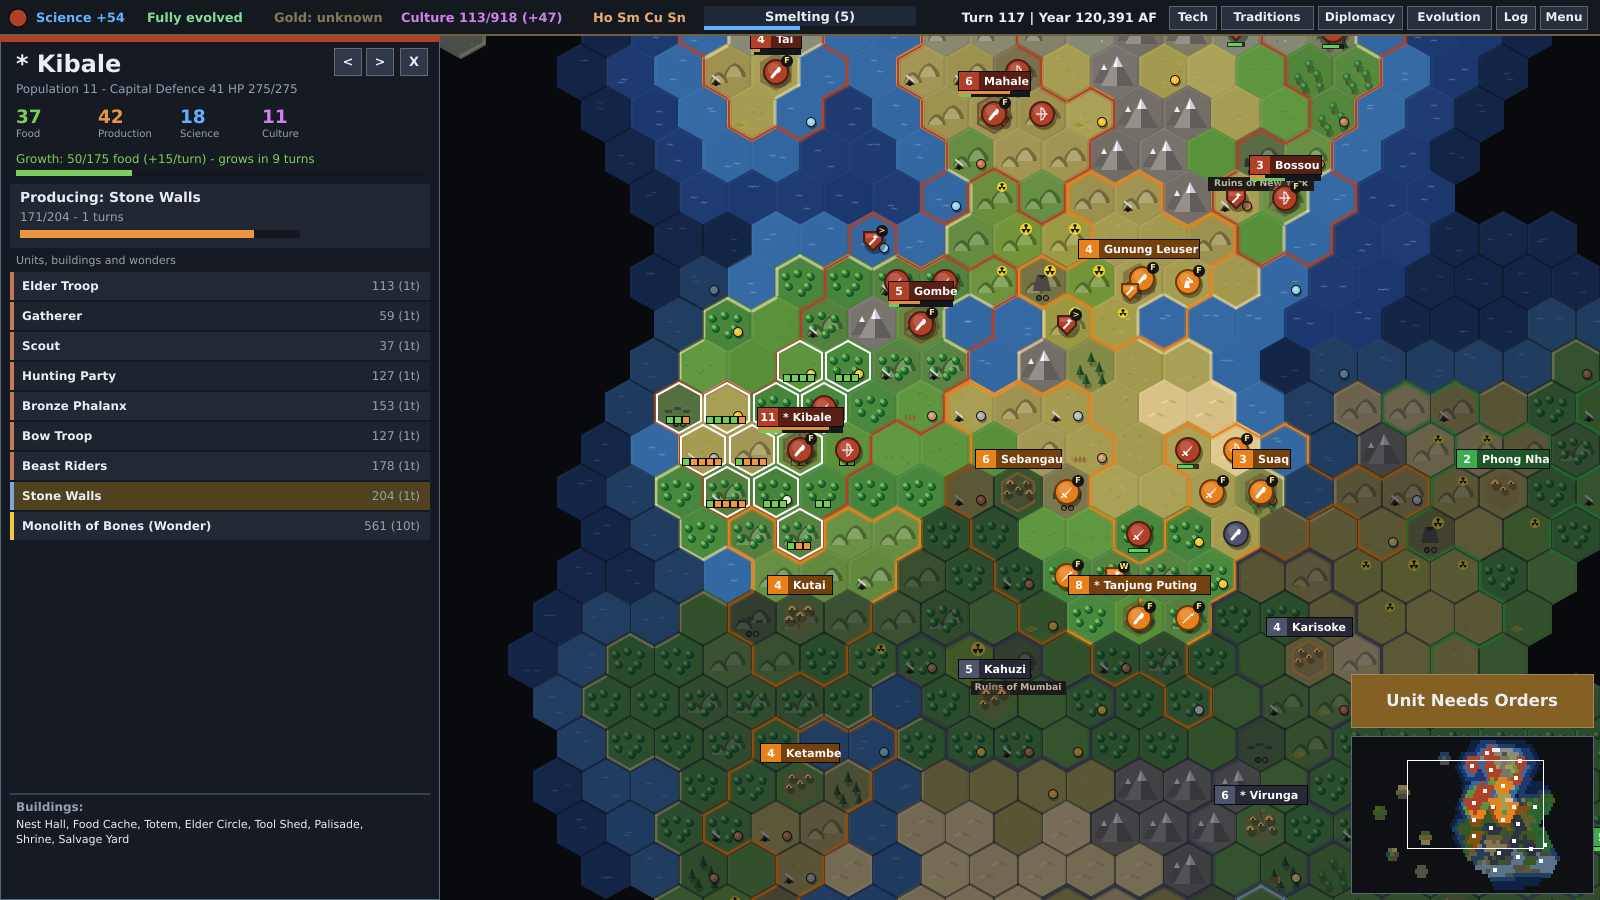 Science +54
Fully evolved
Gold: unknown
Culture 113/918 (+47)
Ho Sm Cu Sn
Smelting (5)
Turn 117 | Year 120,391 AF
Tech
Traditions
Diplomacy
Evolution
Log
Menu
* Kibale
<
>
X
Population 11 - Capital Defence 41 HP 275/275
37
42
18
11
Food
Production
Science
Culture
Growth: 50/175 food (+15/turn) - grows in 9 turns
Producing: Stone Walls
171/204 - 1 turns
Units, buildings and wonders
Elder Troop 113 (1t)
Gatherer 59 (1t)
Scout 37 (1t)
Hunting Party 127 (1t)
Bronze Phalanx 153 (1t)
Bow Troop 127 (1t)
Beast Riders 178 (1t)
Stone Walls 204 (1t)
Monolith of Bones (Wonder) 561 (10t)
Buildings:
Nest Hall, Food Cache, Totem, Elder Circle, Tool Shed, Palisade,
Shrine, Salvage Yard
4 Tai
6 Mahale
3 Bossou
4 Gunung Leuser
5 Gombe
11 * Kibale
6 Sebangau
3 Suaq
2 Phong Nha
4 Kutai
8 * Tanjung Puting
4 Karisoke
5 Kahuzi
Ruins of Mumbai
4 Ketambe
6 * Virunga
Unit Needs Orders